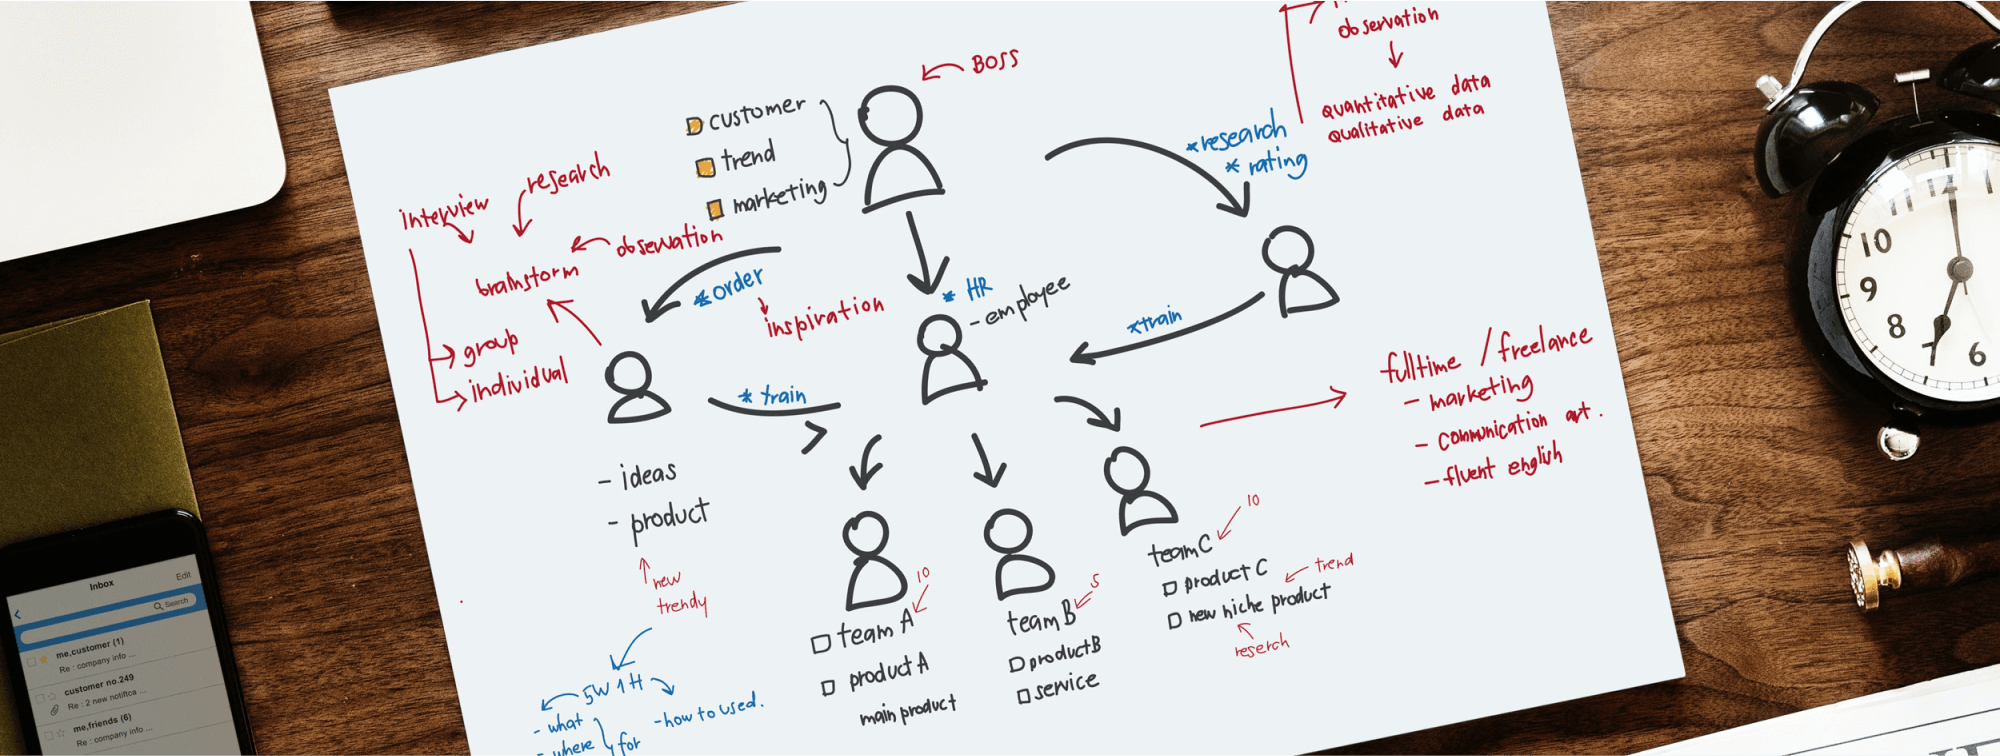 BOSS
customer
trend
marketing
observation
quantitative data
qualitative data
*research
* rating
interview
research
observation
brainstorm
group
individual
*order
inspiration
* HR
- employee
*train
* train
- ideas
- product
new
trendy
5W 1H
- what
- where
for
- how to used.
10
team A
product A
main product
5
team B
product B
service
10
team C
product C
trend
new niche product
reserch
fulltime / freelance
- marketing
- communication art.
- fluent english
Inbox
Edit
Search
me,customer (1)
Re : company info ...
customer no.249
Re : 2 new notifica ...
me,friends (6)
Re : company info ...
11
12
10
9
8
7
6